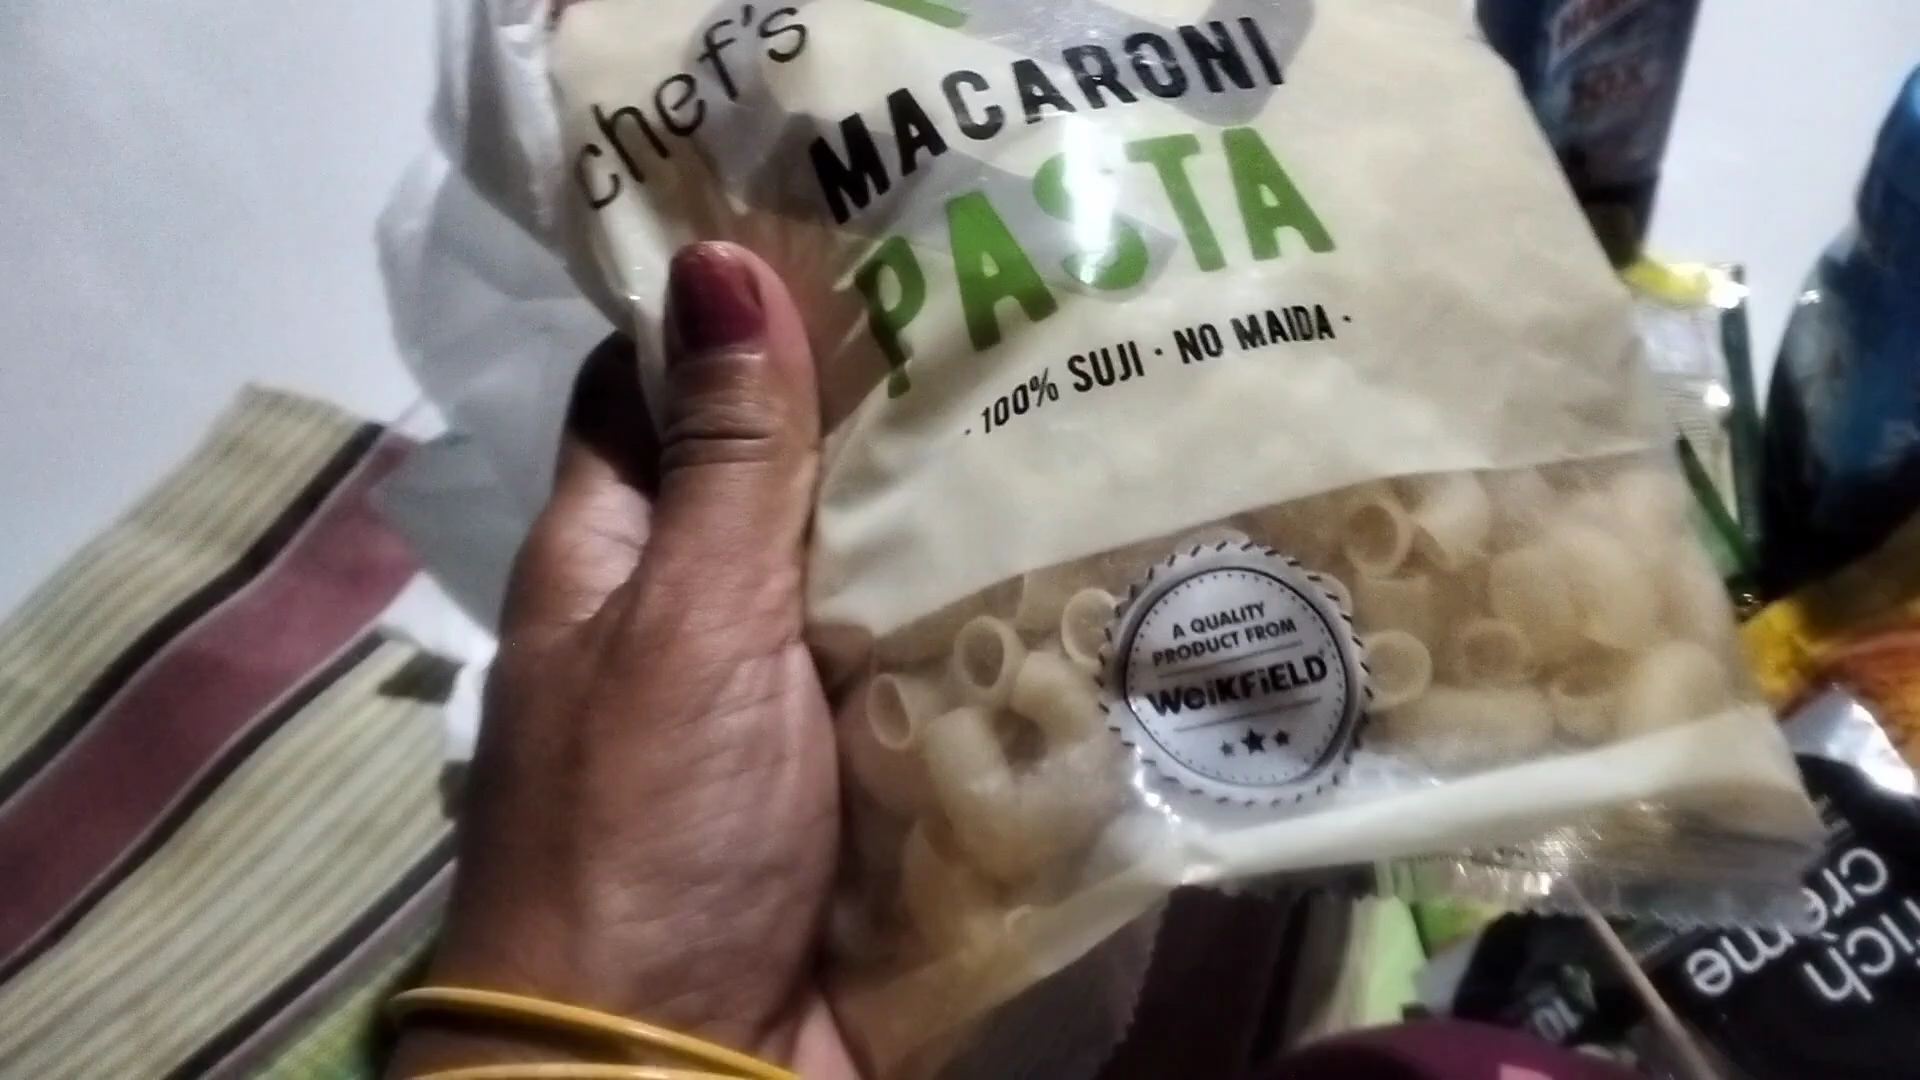 chef's
MACARONI
PASTA
· 100% SUJI · NO MAIDA ·
A QUALITY
PRODUCT FROM
WeiKFiELD
rich
crème